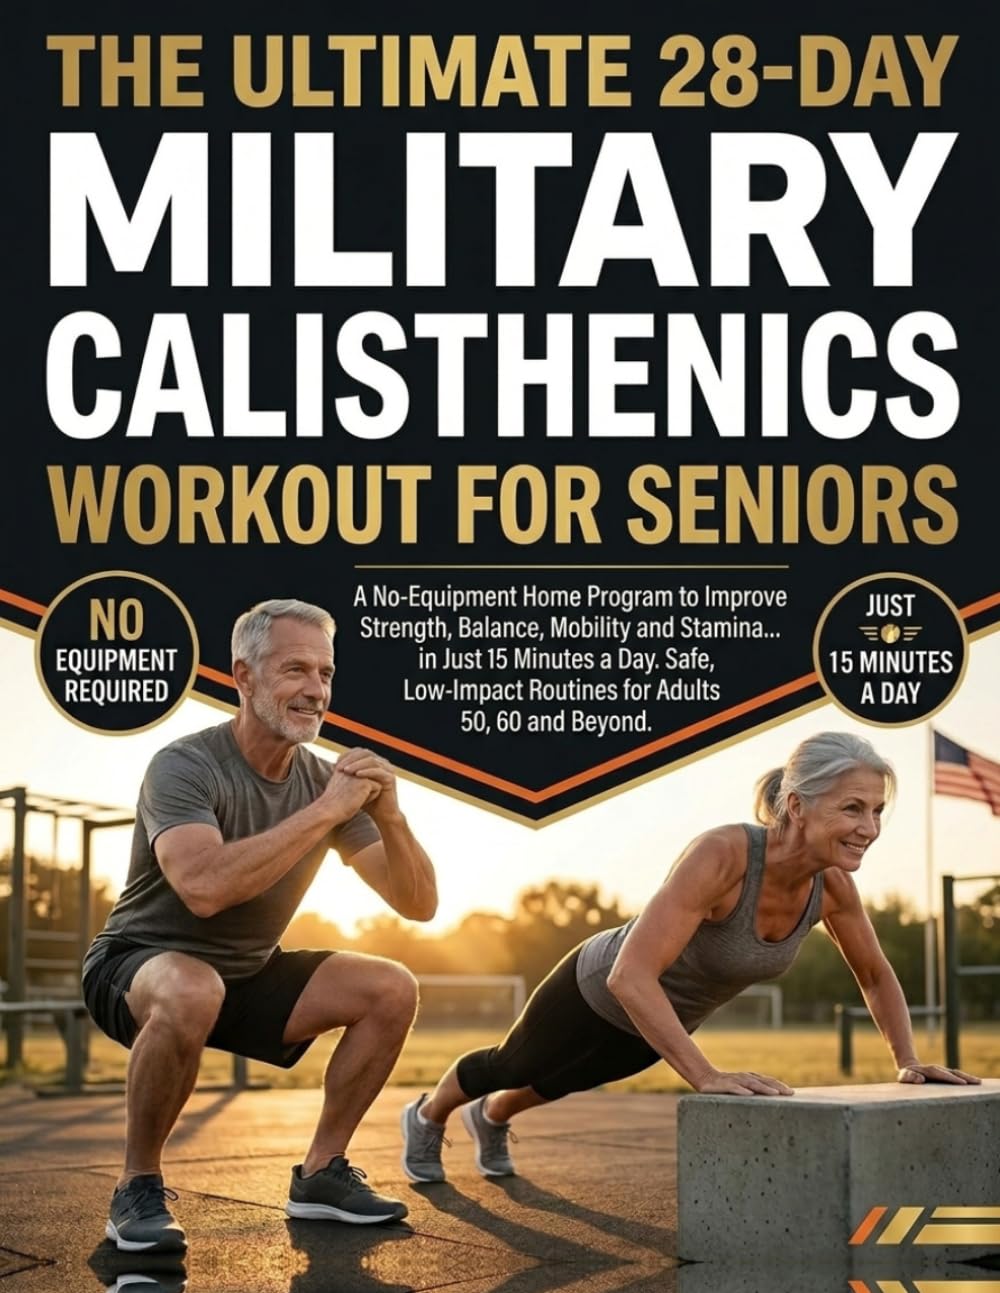 THE ULTIMATE 28-DAY
MILITARY
CALISTHENICS
WORKOUT FOR SENIORS
NO
EQUIPMENT
REQUIRED
A No-Equipment Home Program to Improve
Strength, Balance, Mobility and Stamina...
in Just 15 Minutes a Day. Safe,
Low-Impact Routines for Adults
50, 60 and Beyond.
JUST
15 MINUTES
A DAY